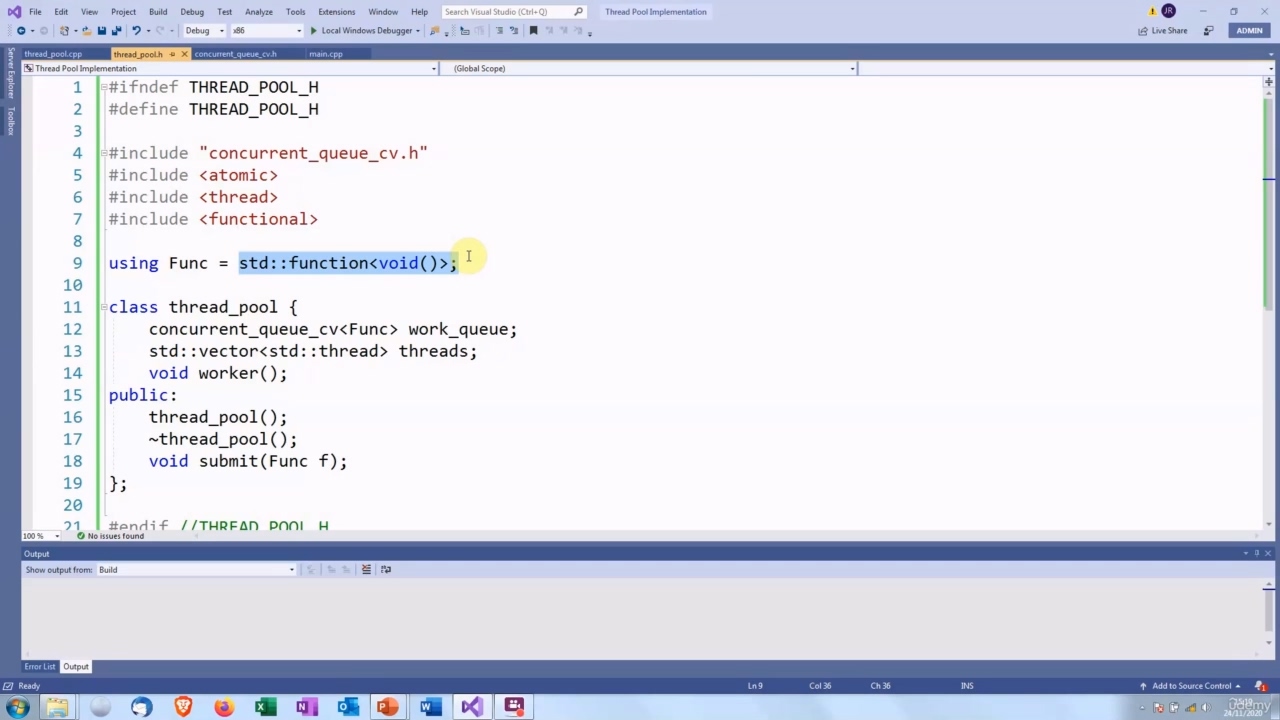 File Edit View Project Build Debug Test Analyze Tools Extensions Window Help Search Visual Studio (Ctrl+Q) Thread Pool Implementation JR
Debug x86 Local Windows Debugger Live Share ADMIN
thread_pool.cpp thread_pool.h concurrent_queue_cv.h main.cpp
Server Explorer
Toolbox
Thread Pool Implementation (Global Scope)
1 #ifndef THREAD_POOL_H
2 #define THREAD_POOL_H
3
4 #include "concurrent_queue_cv.h"
5 #include <atomic>
6 #include <thread>
7 #include <functional>
8
9 using Func = std::function<void()>;
10
11 class thread_pool {
12 concurrent_queue_cv<Func> work_queue;
13 std::vector<std::thread> threads;
14 void worker();
15 public:
16 thread_pool();
17 ~thread_pool();
18 void submit(Func f);
19 };
20
21 #endif //THREAD_POOL_H
100 % No issues found
Output
Show output from: Build
Error List Output
Ready Ln 9 Col 36 Ch 36 INS Add to Source Control 1
udemy
24/11/2020